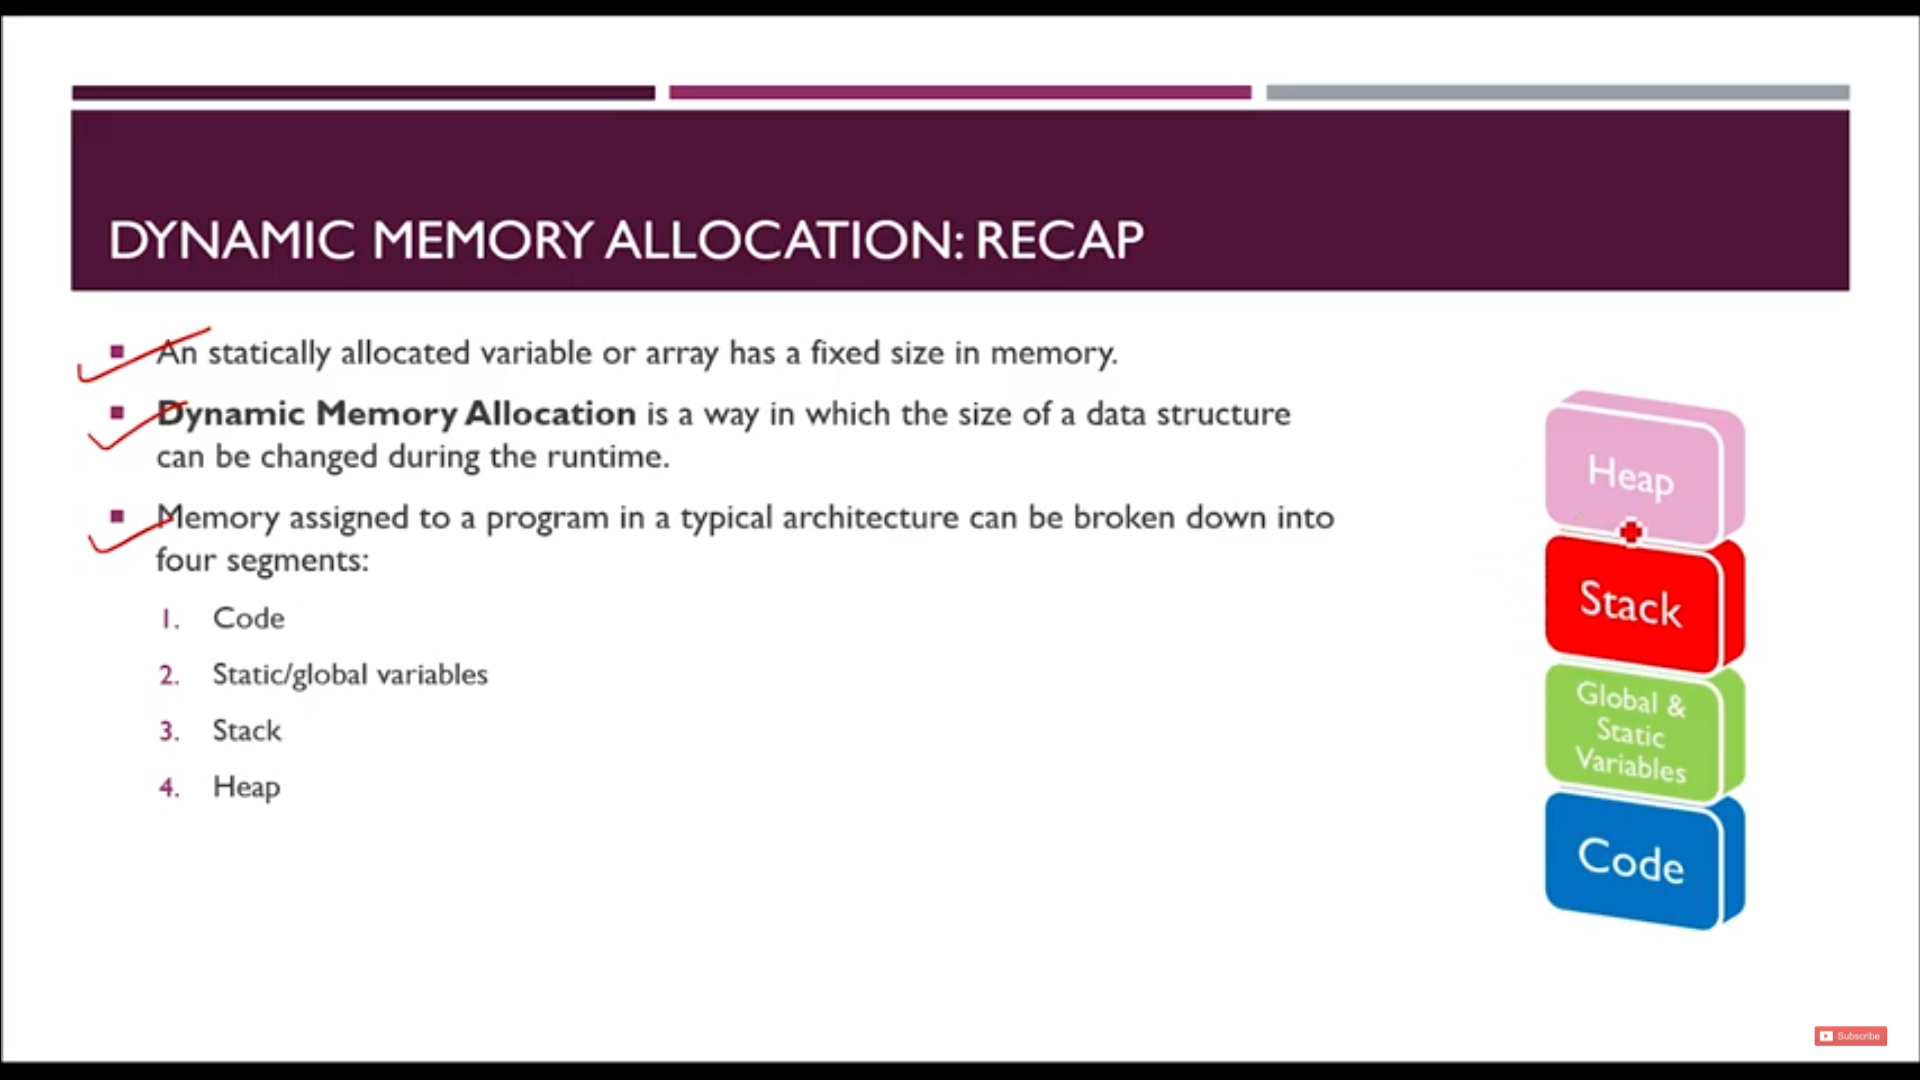 DYNAMIC MEMORY ALLOCATION: RECAP
An statically allocated variable or array has a fixed size in memory.
Dynamic Memory Allocation is a way in which the size of a data structure
can be changed during the runtime.
Memory assigned to a program in a typical architecture can be broken down into
four segments:
1. Code
2. Static/global variables
3. Stack
4. Heap
Heap
Stack
Global &
Static
Variables
Code
Subscribe